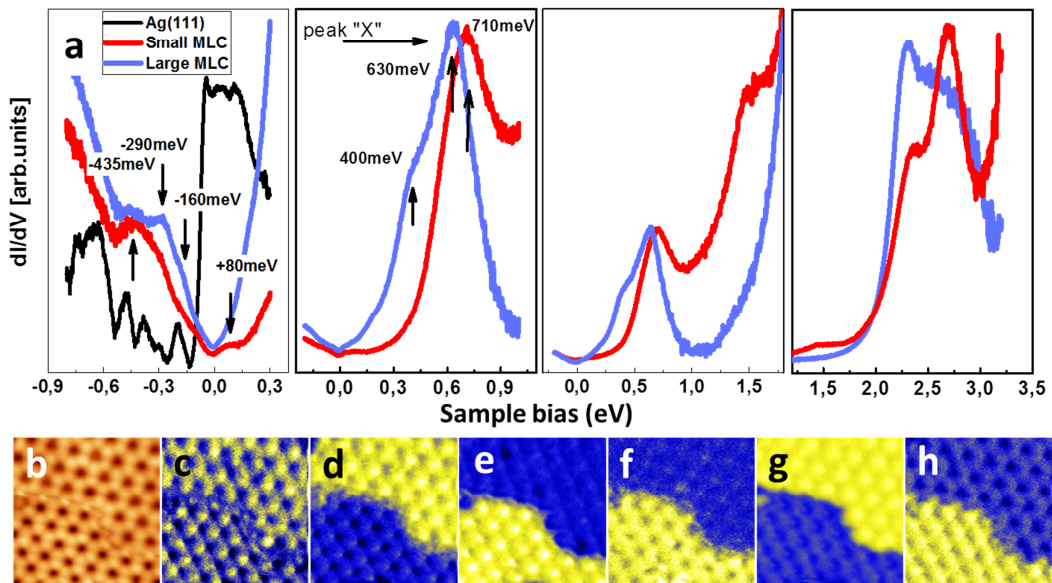 a
Ag(111)
Small MLC
Large MLC
-290meV
-435meV
-160meV
+80meV
peak "X"
710meV
630meV
400meV
dI/dV [arb.units]
-0,9 -0,6 -0,3 0,0 0,3
0,0 0,3 0,6 0,9
0,0 0,5 1,0 1,5
1,5 2,0 2,5 3,0 3,5
Sample bias (eV)
b c d e f g h